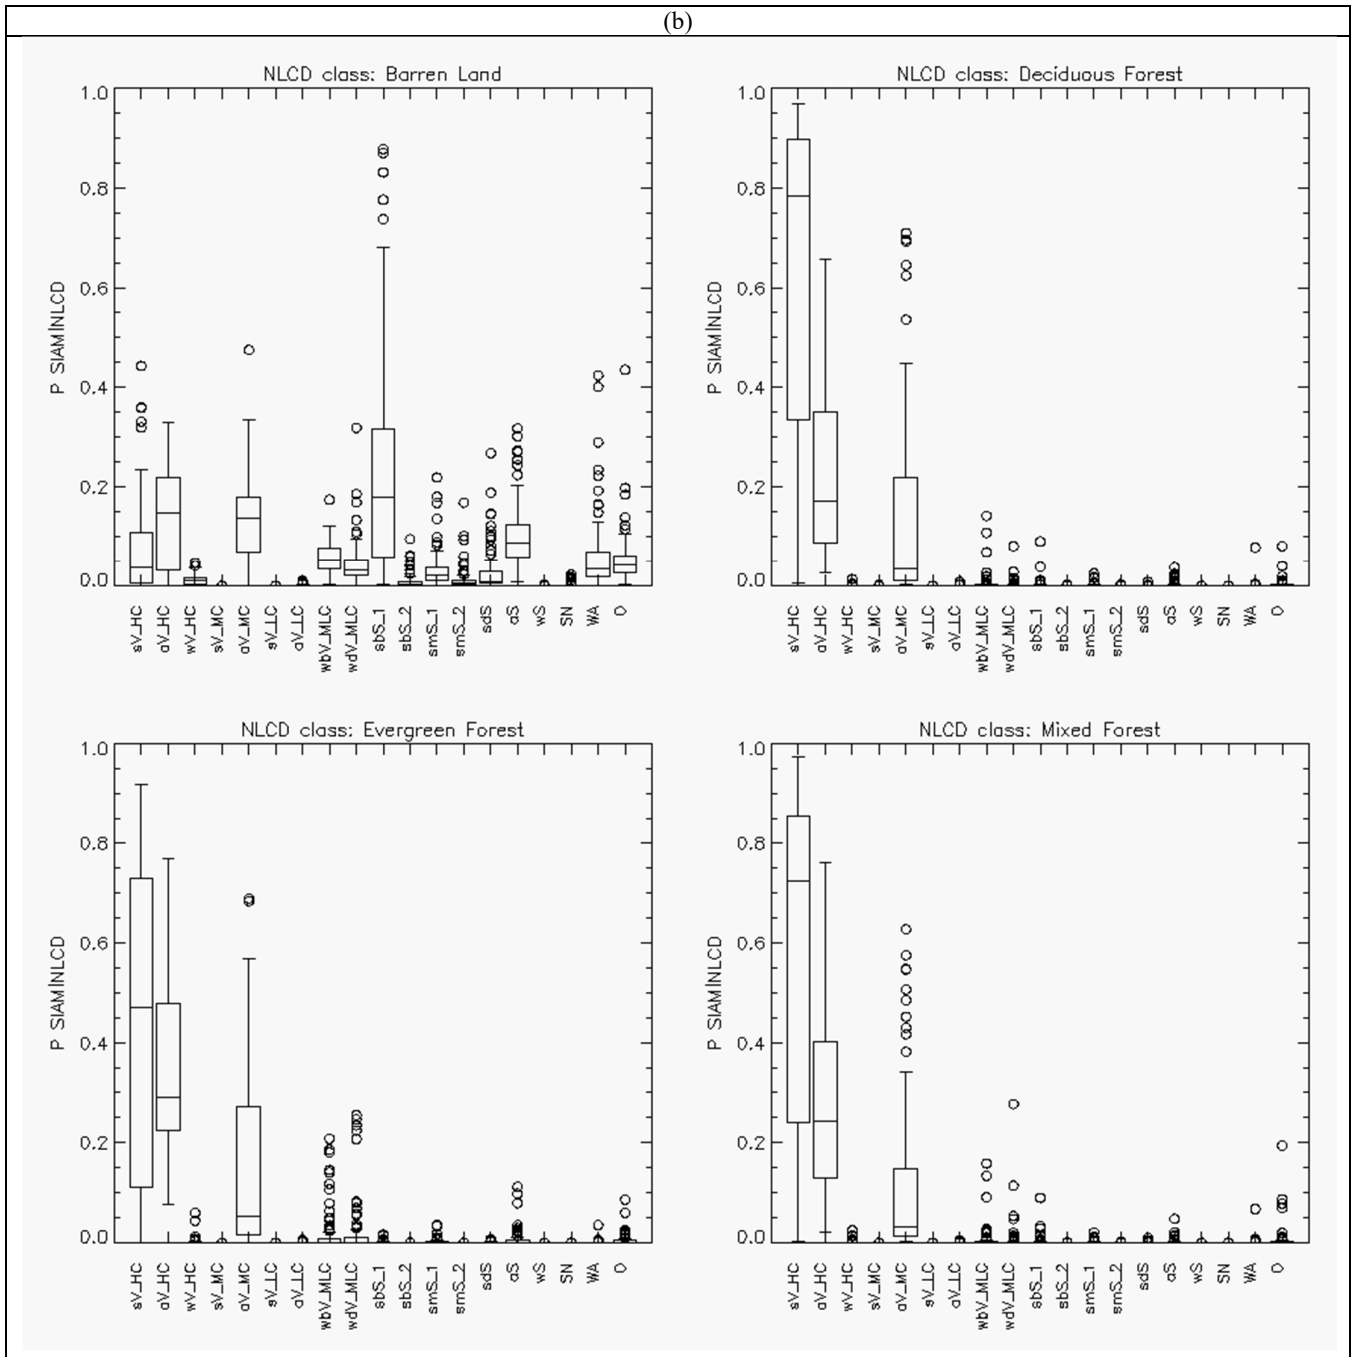 (b)
NLCD class: Barren Land
P SIAM|NLCD
1.0
0.8
0.6
0.4
0.2
0.0
sV_HC
aV_HC
wV_HC
sV_MC
aV_MC
sV_LC
aV_LC
wbV_MLC
wdV_MLC
sbS_1
sbS_2
smS_1
smS_2
sdS
aS
wS
SN
WA
O
NLCD class: Deciduous Forest
P SIAM|NLCD
1.0
0.8
0.6
0.4
0.2
0.0
sV_HC
aV_HC
wV_HC
sV_MC
aV_MC
sV_LC
aV_LC
wbV_MLC
wdV_MLC
sbS_1
sbS_2
smS_1
smS_2
sdS
aS
wS
SN
WA
O
NLCD class: Evergreen Forest
P SIAM|NLCD
1.0
0.8
0.6
0.4
0.2
0.0
sV_HC
aV_HC
wV_HC
sV_MC
aV_MC
sV_LC
aV_LC
wbV_MLC
wdV_MLC
sbS_1
sbS_2
smS_1
smS_2
sdS
aS
wS
SN
WA
O
NLCD class: Mixed Forest
P SIAM|NLCD
1.0
0.8
0.6
0.4
0.2
0.0
sV_HC
aV_HC
wV_HC
sV_MC
aV_MC
sV_LC
aV_LC
wbV_MLC
wdV_MLC
sbS_1
sbS_2
smS_1
smS_2
sdS
aS
wS
SN
WA
O